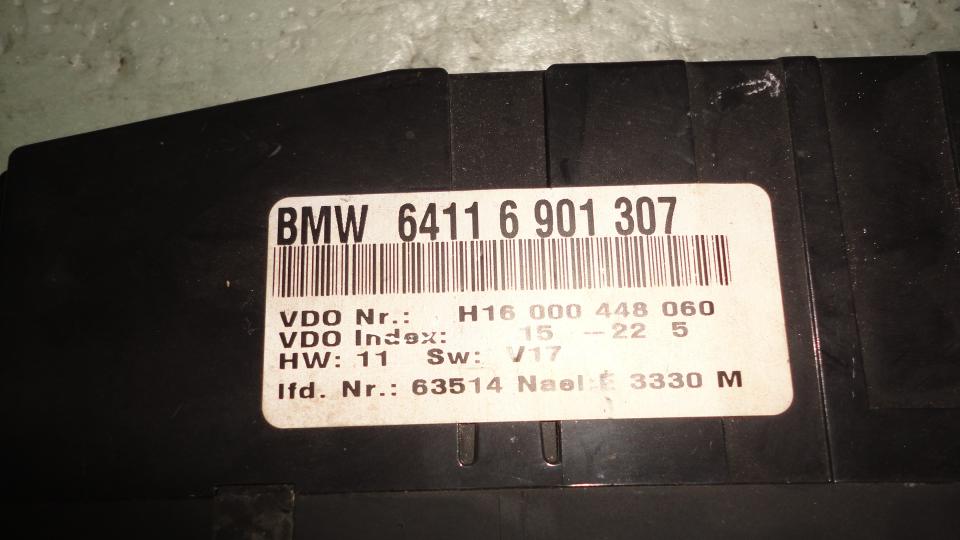 BMW 6411 6 901 307
VDO Nr.: H16 000 448 060
VDO Index: 15 -22 5
HW: 11 Sw: V17
lfd. Nr.: 63514 Nael:E 3330 M